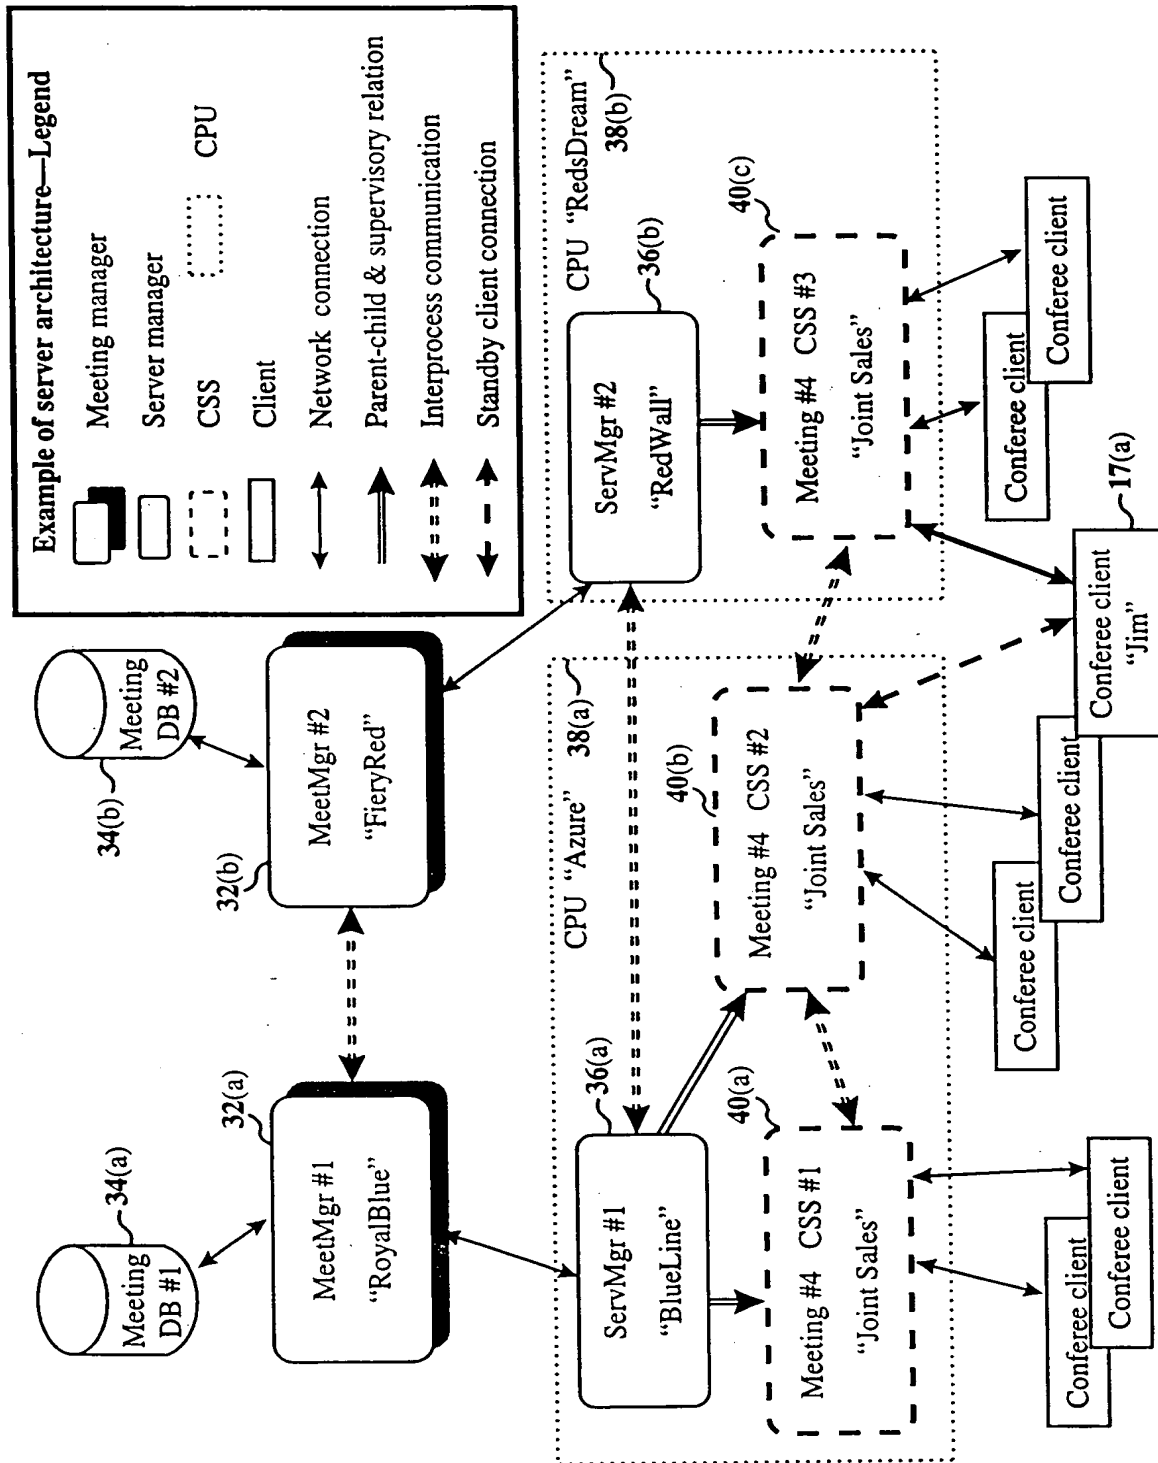 Example of server architecture—Legend
Meeting manager
Server manager
CSS
CPU
Client
Network connection
Parent-child & supervisory relation
Interprocess communication
Standby client connection
34(a)
Meeting
DB #1
34(b)
Meeting
DB #2
32(a)
MeetMgr #1
“RoyalBlue”
32(b)
MeetMgr #2
“FieryRed”
CPU “Azure”
38(a)
36(a)
ServMgr #1
“BlueLine”
40(a)
Meeting #4 CSS #1
“Joint Sales”
40(b)
Meeting #4 CSS #2
“Joint Sales”
CPU “RedsDream”
38(b)
36(b)
ServMgr #2
“RedWall”
40(c)
Meeting #4 CSS #3
“Joint Sales”
Conferee client
Conferee client
Conferee client
Conferee client
Conferee client
“Jim”
17(a)
Conferee client
Conferee client